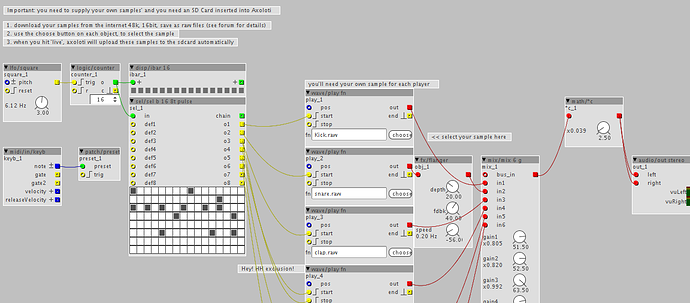 Important: you need to supply your own samples' and you need an SD Card inserted into Axoloti
1. download your samples from the internet 48k, 16bit, save as raw files (see forum for details)
2. use the choose button on each object, to select the sample
3. when you hit 'live', axoloti will upload these samples to the sdcard automatically
lfo/square
square_1
pitch
reset
6.12 Hz
3.00
logic/counter
counter_1
trig o
r c
16
disp/ibar 16
ibar_1
sel/sel b 16 8t pulse
sel_1
in chain
def1 o1
def2 o2
def3 o3
def4 o4
def5 o5
def6 o6
def7 o7
def8 o8
midi/in/keyb
keyb_1
note
gate
gate2
velocity
releaseVelocity
patch/preset
preset_1
preset
trig
you'll need your own sample for each player
wave/play fn
play_1
pos out
start end
stop
fn Kick.raw choose
wave/play fn
play_2
pos out
start end
stop
fn snare.raw choose
wave/play fn
play_3
pos out
start end
stop
fn clap.raw choose
Hey! HH exclusion!
wave/play fn
play_4
pos out
start end
stop
<< select your sample here
fx/flanger
obj_1
in out
depth
20.00
fdbk
40.00
speed
0.20 Hz
-56.0
mix/mix 6 g
mix_1
bus_in out
in1
in2
in3
in4
in5
in6
gain1
x0.805
51.50
gain2
x0.820
52.50
gain3
x0.992
63.50
gain4
math/*c
*c_1
x0.039
2.50
audio/out stereo
out_1
left
right
vuLeft
vuRight